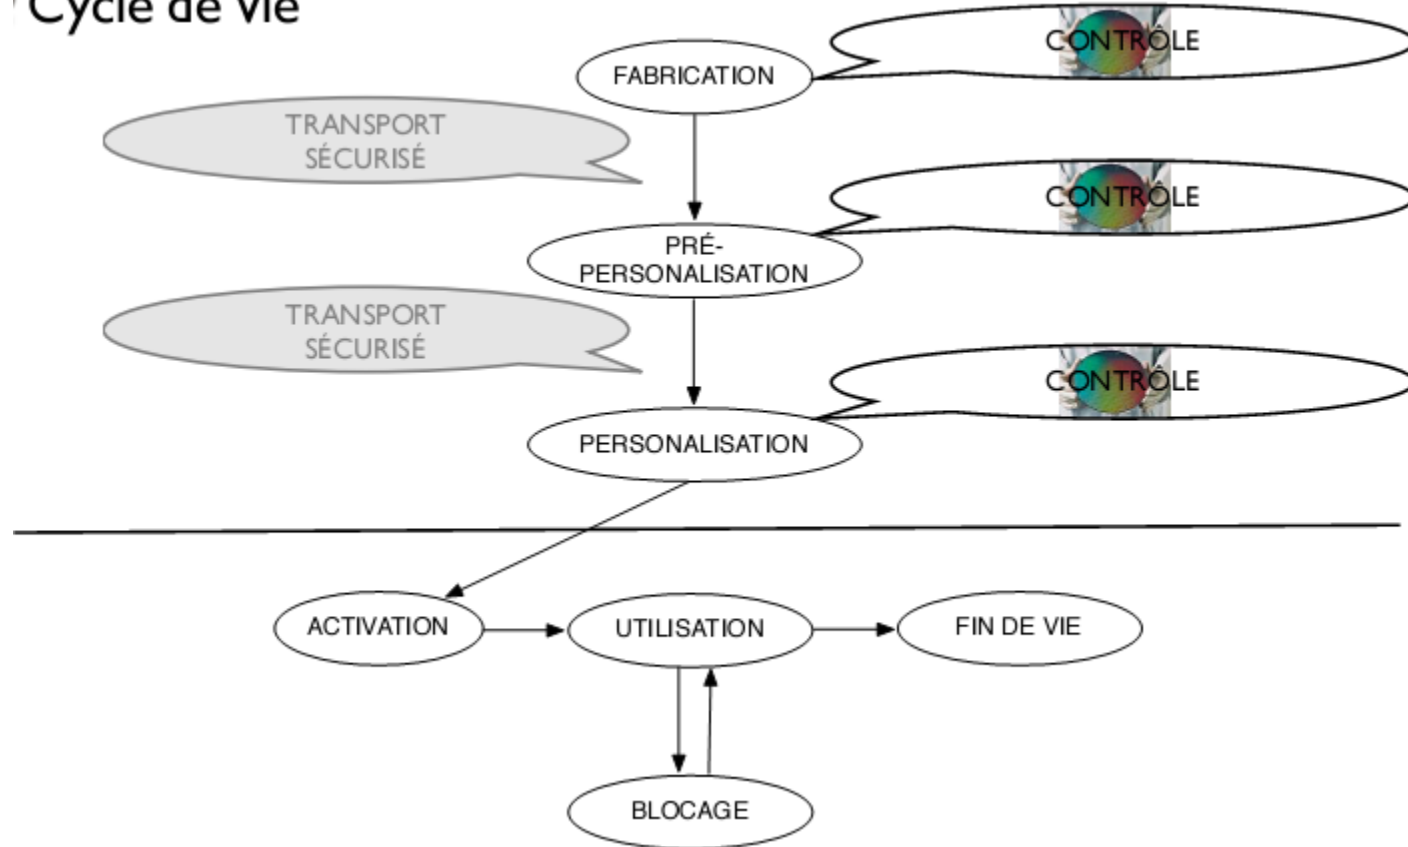 Cycle de vie
CONTRÔLE
FABRICATION
TRANSPORT
SÉCURISÉ
CONTRÔLE
PRÉ-
PERSONALISATION
TRANSPORT
SÉCURISÉ
CONTRÔLE
PERSONALISATION
ACTIVATION
UTILISATION
FIN DE VIE
BLOCAGE